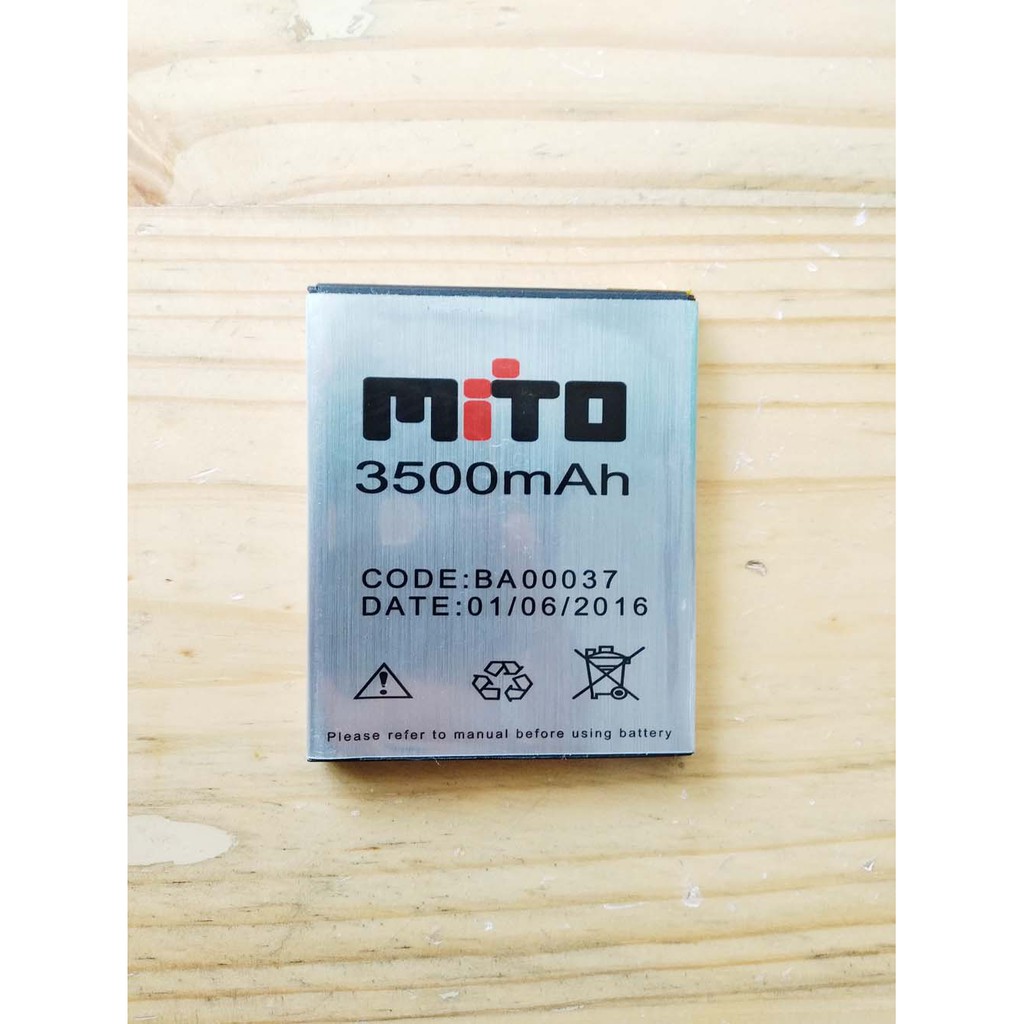 MiTO
3500mAh
CODE:BA00037
DATE:01/06/2016
Please refer to manual before using battery